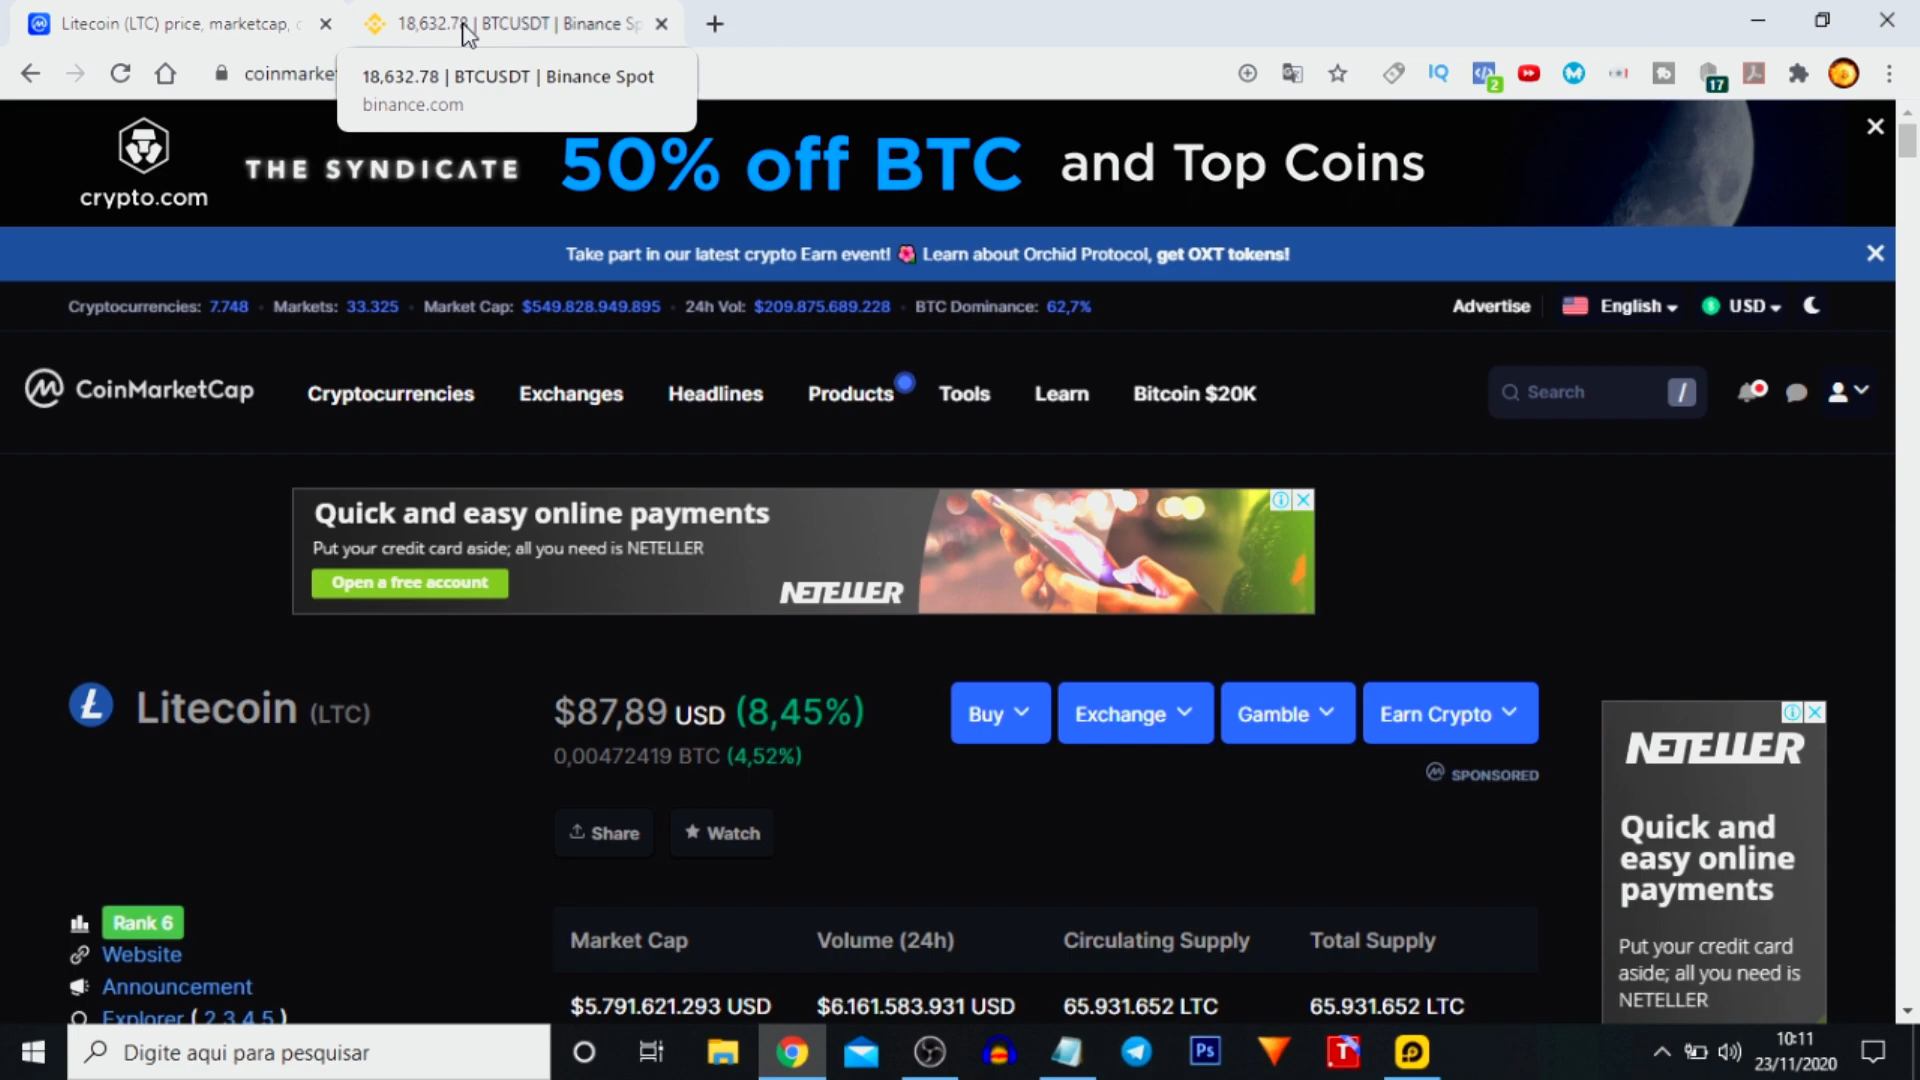 Litecoin (LTC) price, marketcap, c
18,632.78 | BTCUSDT | Binance Sp
coinmarke
18,632.78 | BTCUSDT | Binance Spot
binance.com
IQ
2
17
crypto.com
THE SYNDICATE
50% off BTC and Top Coins
Take part in our latest crypto Earn event! 🌺 Learn about Orchid Protocol, get OXT tokens!
Cryptocurrencies: 7.748 • Markets: 33.325 • Market Cap: $549.828.949.895 • 24h Vol: $209.875.689.228 • BTC Dominance: 62,7%
Advertise
English
USD
CoinMarketCap
Cryptocurrencies
Exchanges
Headlines
Products
Tools
Learn
Bitcoin $20K
Search
/
Quick and easy online payments
Put your credit card aside; all you need is NETELLER
Open a free account
NETELLER
Litecoin (LTC)
$87,89 USD (8,45%)
0,00472419 BTC (4,52%)
Buy
Exchange
Gamble
Earn Crypto
SPONSORED
Share
Watch
NETELLER
Quick and
easy online
payments
Put your credit card
aside; all you need is
NETELLER
Rank 6
Website
Announcement
Explorer ( 2 3 4 5 )
Market Cap
Volume (24h)
Circulating Supply
Total Supply
$5.791.621.293 USD
$6.161.583.931 USD
65.931.652 LTC
65.931.652 LTC
Digite aqui para pesquisar
Ps
T
10:11
23/11/2020